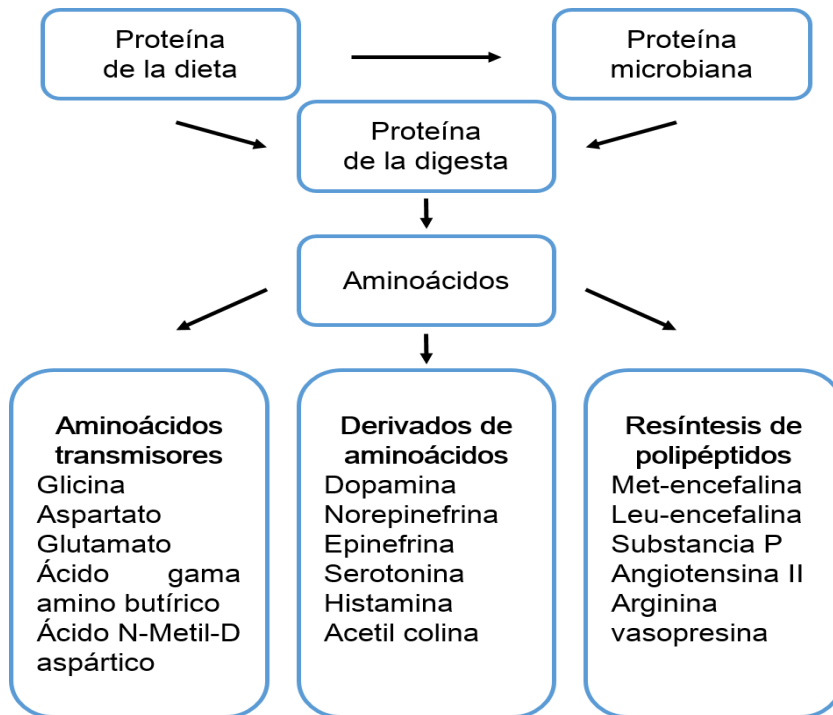 Proteína
de la dieta
Proteína
microbiana
Proteína
de la digesta
Aminoácidos
Aminoácidos
transmisores
Glicina
Aspartato
Glutamato
Ácido gama
amino butírico
Ácido N-Metil-D
aspártico
Derivados de
aminoácidos
Dopamina
Norepinefrina
Epinefrina
Serotonina
Histamina
Acetil colina
Resíntesis de
polipéptidos
Met-encefalina
Leu-encefalina
Substancia P
Angiotensina II
Arginina
vasopresina